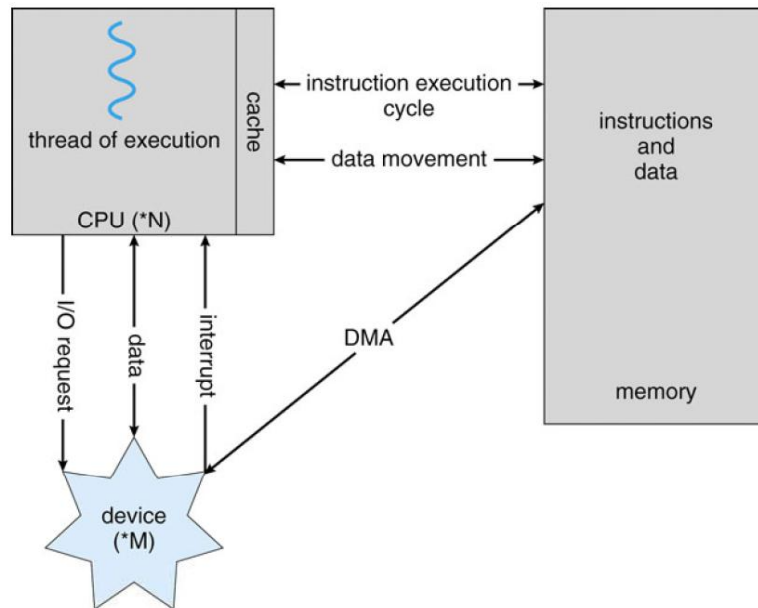 thread of execution
cache
CPU (*N)
instruction execution
cycle
data movement
instructions
and
data
I/O request
data
interrupt
DMA
memory
device
(*M)